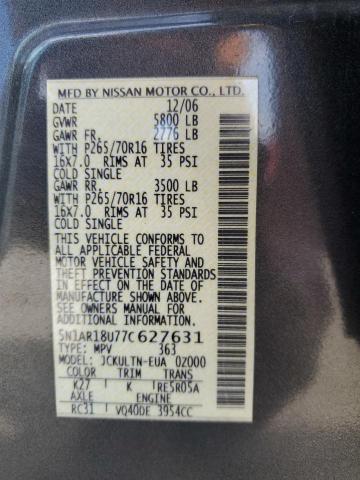 MFD BY NISSAN MOTOR CO., LTD.
DATE 12/06
GVWR 5800 LB
GAWR FR. 2776 LB
WITH P265/70R16 TIRES
16x7.0 RIMS AT 35 PSI
COLD SINGLE
GAWR RR. 3500 LB
WITH P265/70R16 TIRES
16x7.0 RIMS AT 35 PSI
COLD SINGLE
THIS VEHICLE CONFORMS TO
ALL APPLICABLE FEDERAL
MOTOR VEHICLE SAFETY AND
THEFT PREVENTION STANDARDS
IN EFFECT ON THE DATE OF
MANUFACTURE SHOWN ABOVE.
SEE OWNERS MANUAL FOR
ADDITIONAL INFORMATION
5N1AR18U77C627631
TYPE: MPV 363
MODEL: JCKULTN-EUA 0Z000
COLOR TRIM TRANS
K27 K RE5R05A
AXLE ENGINE
RC31 VQ40DE 3954CC